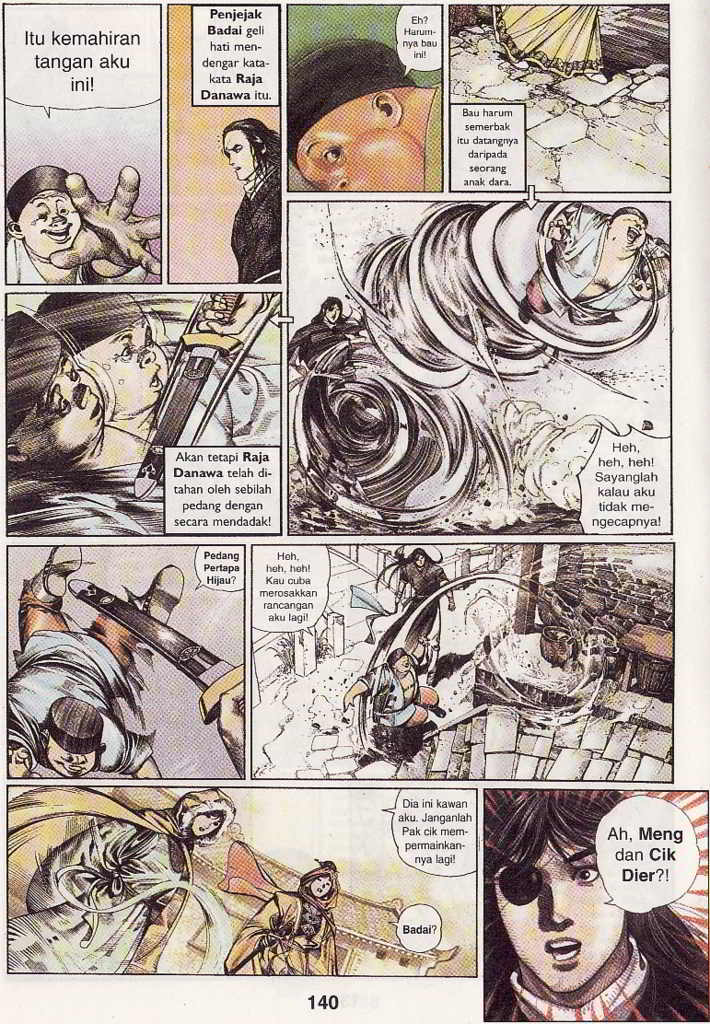 Itu kemahiran
tangan aku
ini!
Penjejak
Badai geli
hati men-
dengar kata-
kata Raja
Danawa itu.
Eh?
Harum-
nya bau
ini!
Bau harum
semerbak
itu datangnya
daripada
seorang
anak dara.
Heh,
heh, heh!
Sayanglah
kalau aku
tidak me-
ngecapnya!
Akan tetapi Raja
Danawa telah di-
tahan oleh sebilah
pedang dengan
secara mendadak!
Pedang
Pertapa
Hijau?
Heh,
heh, heh!
Kau cuba
merosakkan
rancangan
aku lagi!
Dia ini kawan
aku. Janganlah
Pak cik mem-
permainkan-
nya lagi!
Badai?
Ah, Meng
dan Cik
Dier?!
140